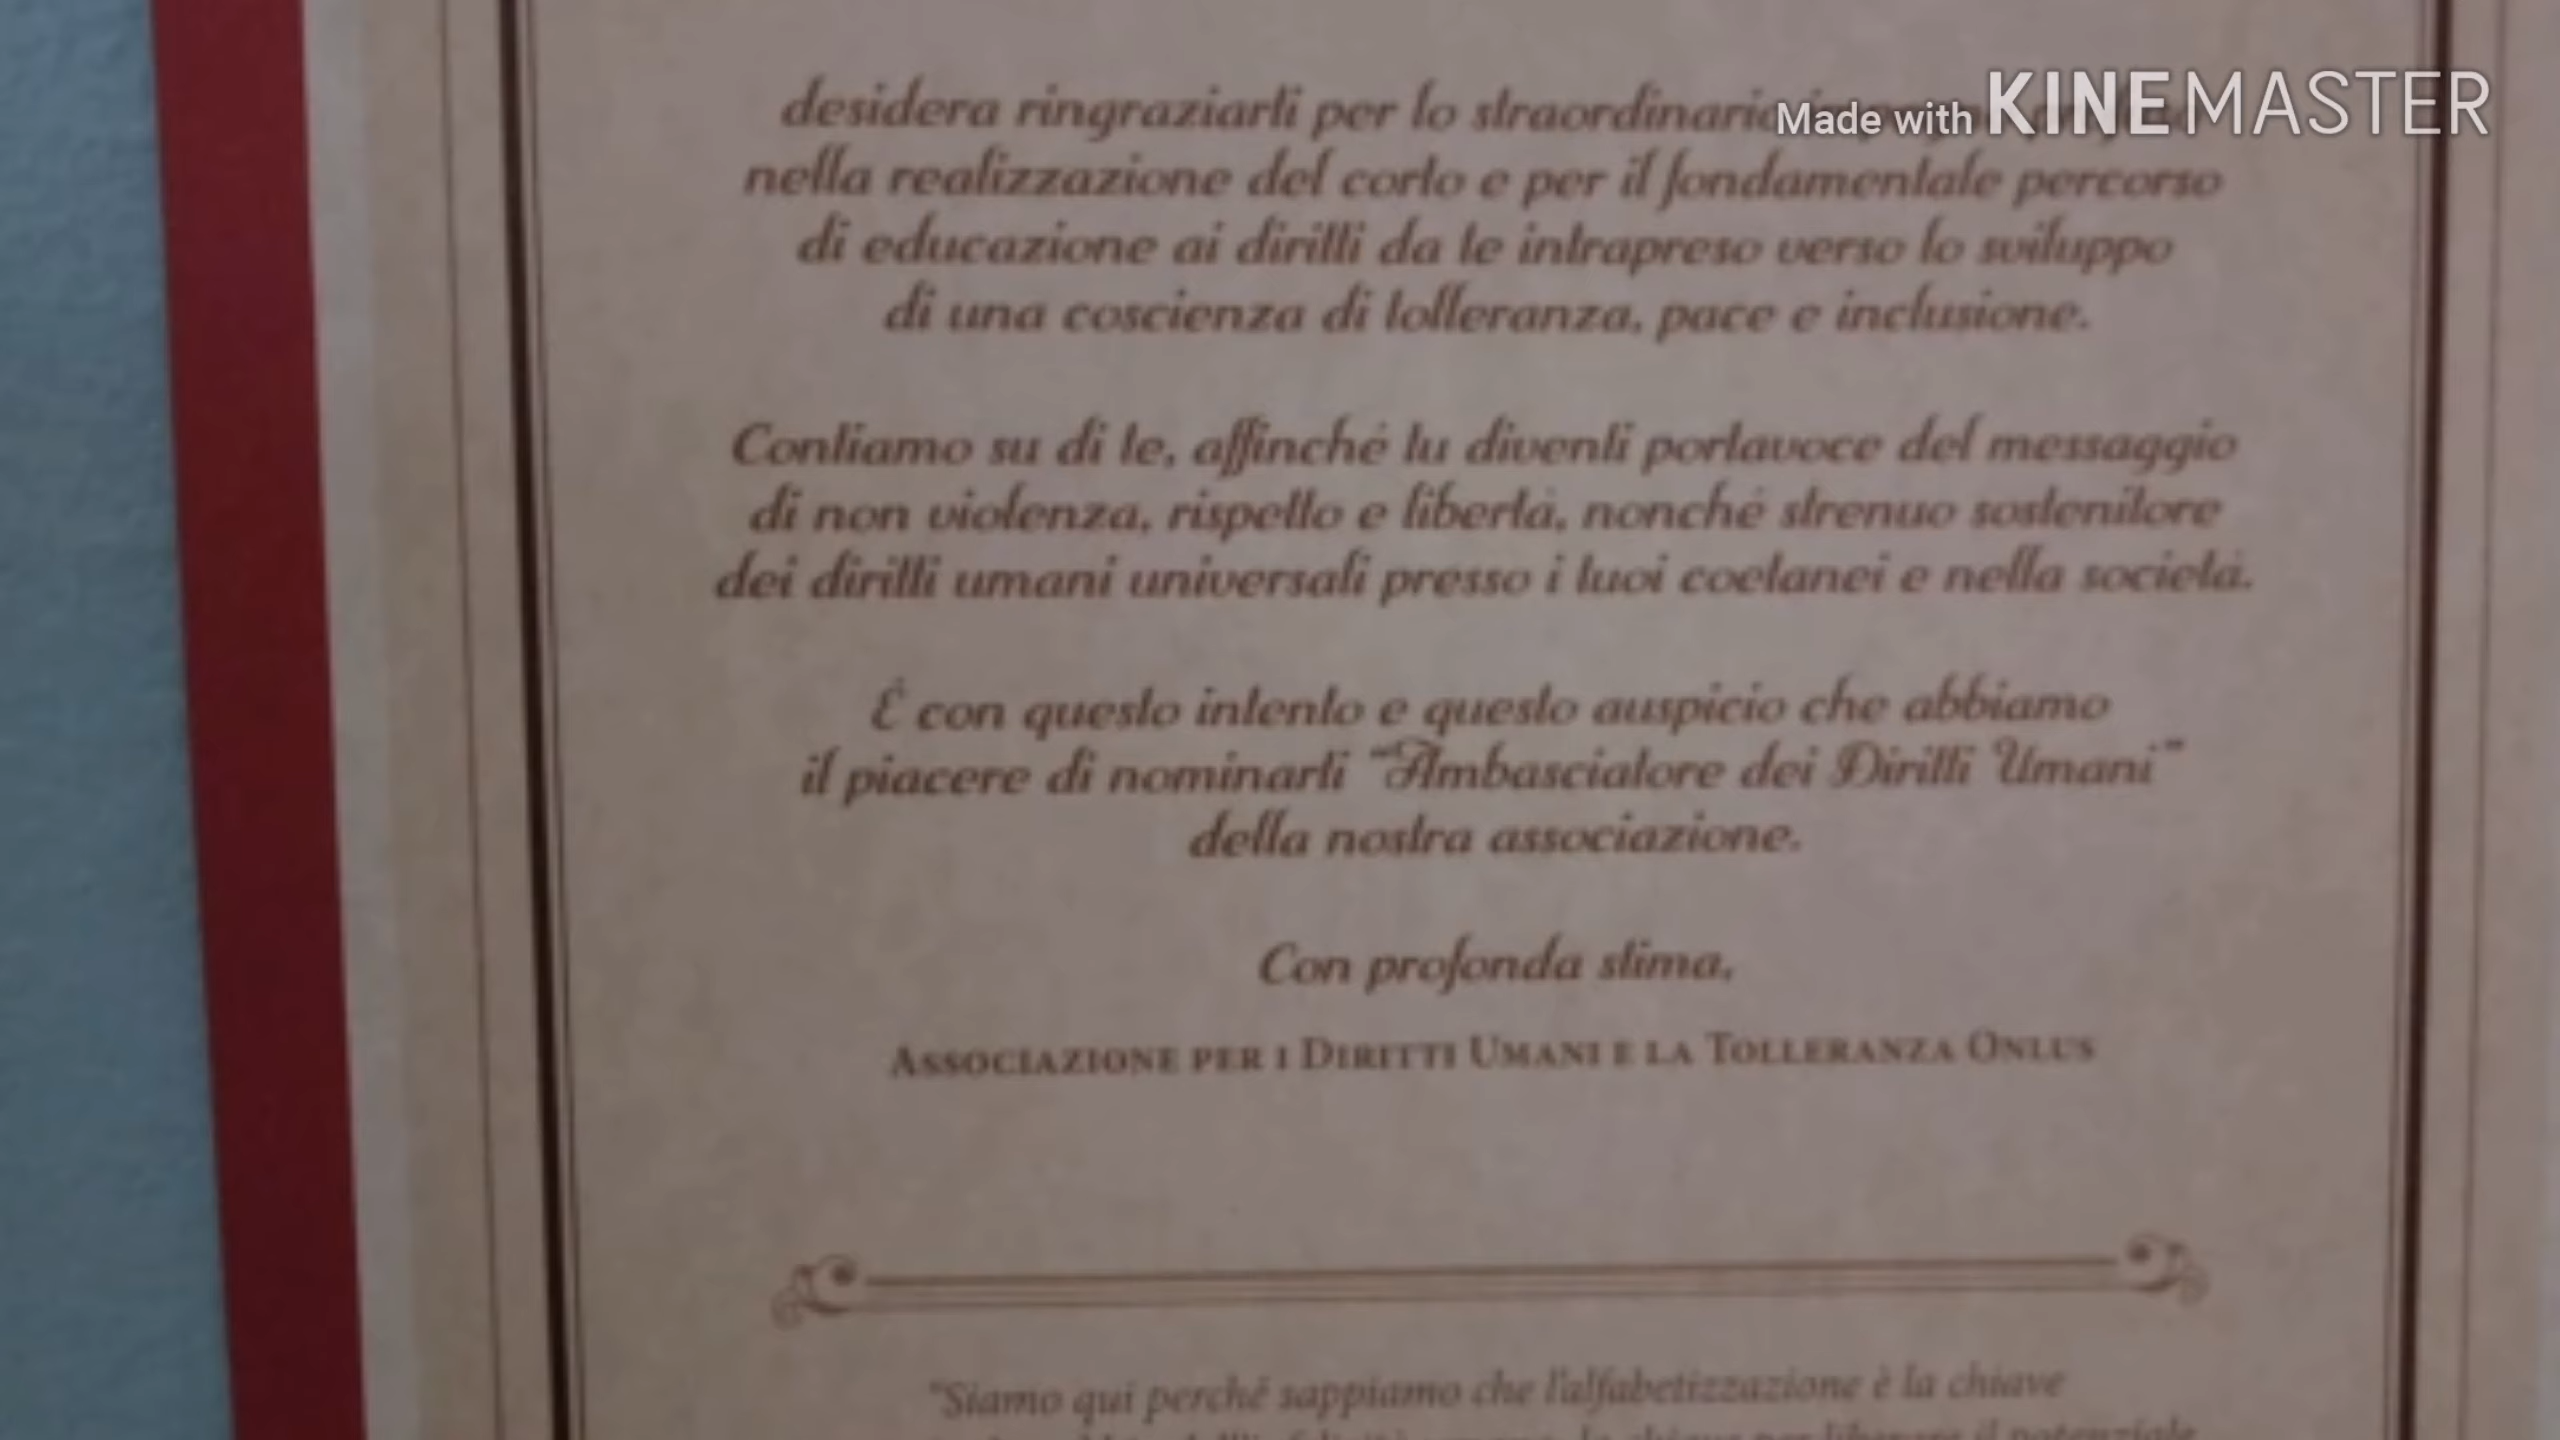 Made with KINEMASTER
desidera ringraziarti per lo straordinario
nella realizzazione del corto e per il fondamentale percorso
di educazione ai diritti da te intrapreso verso lo sviluppo
di una coscienza di tolleranza, pace e inclusione.
Contiamo su di te, affinché tu diventi portavoce del messaggio
di non violenza, rispetto e libertà, nonché strenuo sostenitore
dei diritti umani universali presso i tuoi coetanei e nella società.
È con questo intento e questo auspicio che abbiamo
il piacere di nominarti "Ambasciatore dei Diritti Umani"
della nostra associazione.
Con profonda stima,
ASSOCIAZIONE PER I DIRITTI UMANI E LA TOLLERANZA ONLUS
"Siamo qui perché sappiamo che l'alfabetizzazione è la chiave
per liberare il potenziale